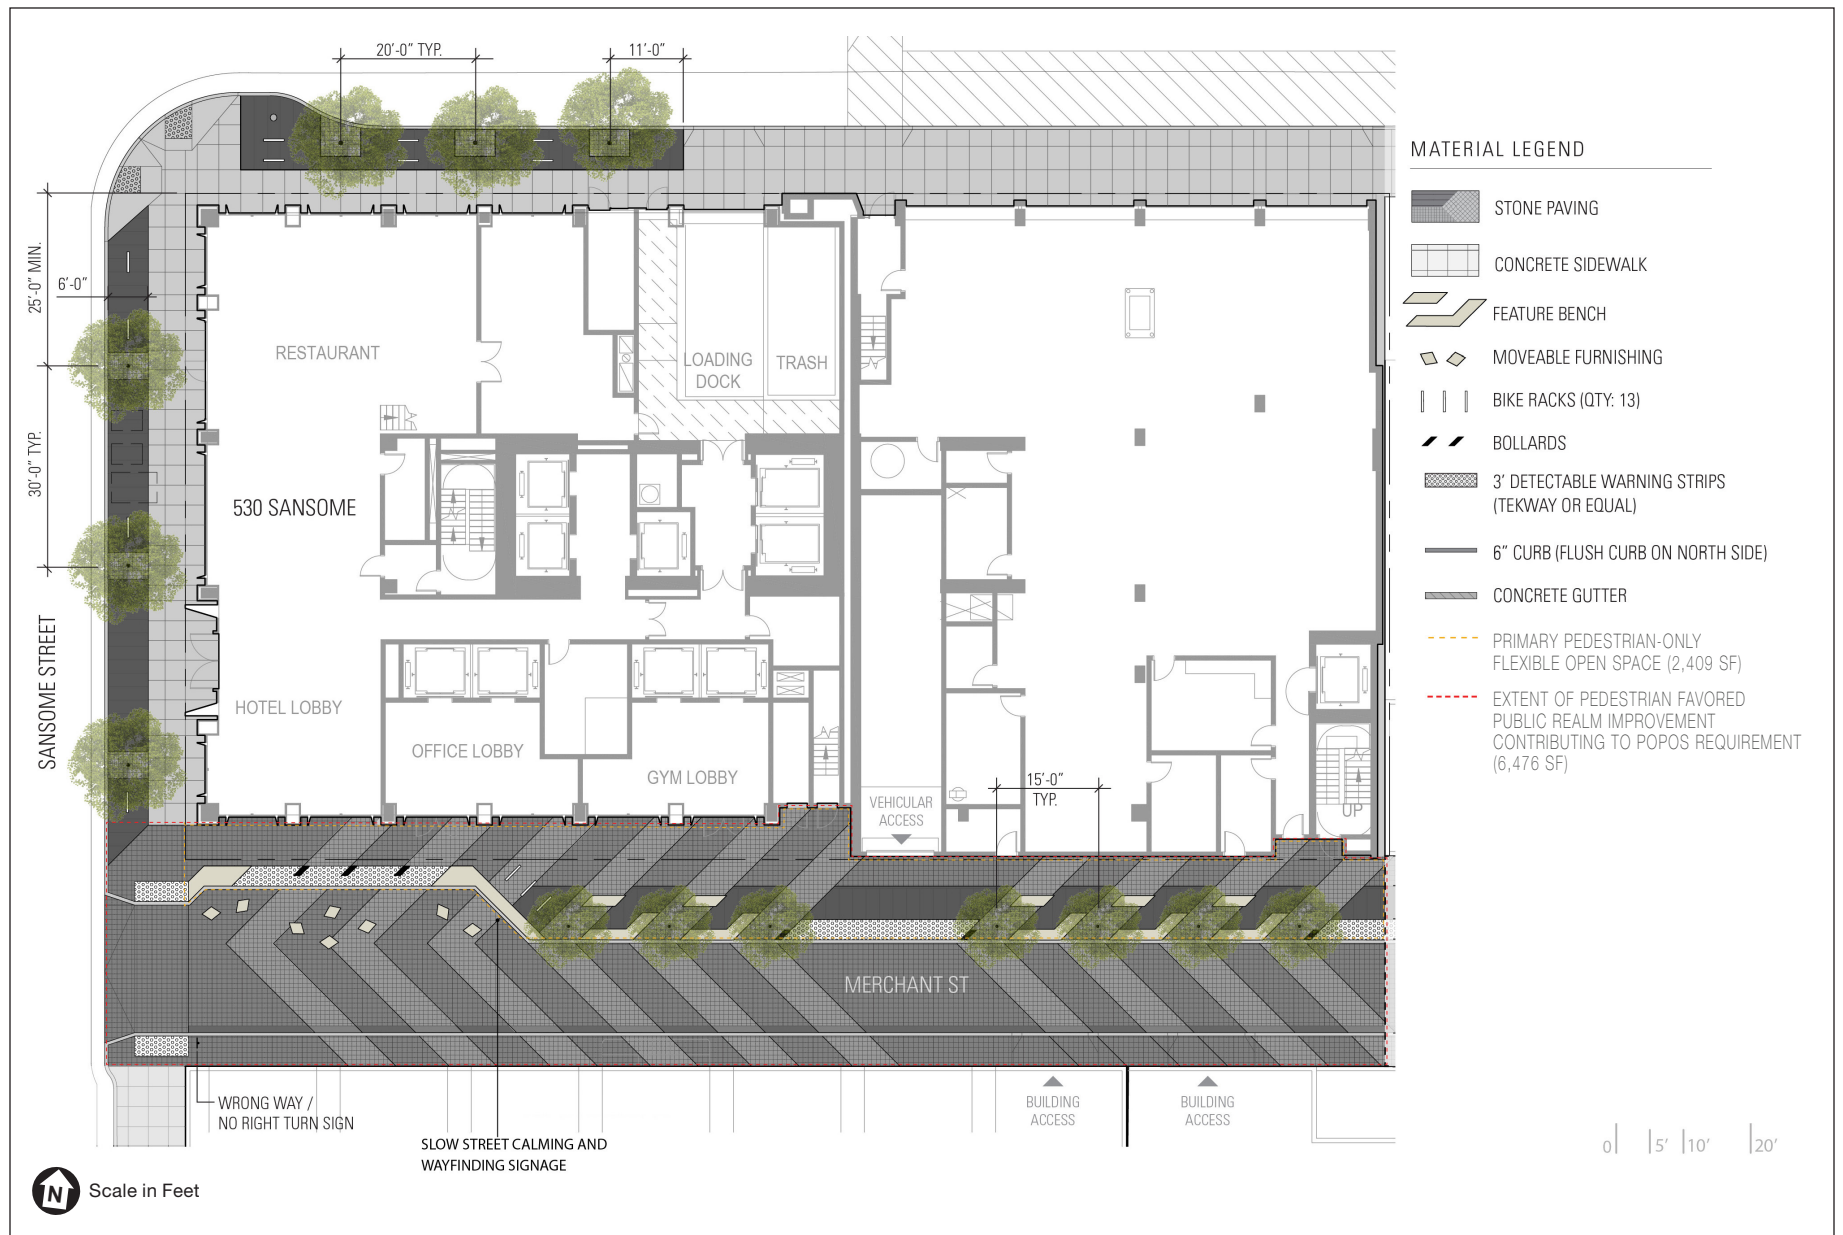 20'-0" TYP.
11'-0"
25'-0" MIN.
6'-0"
30'-0" TYP.
SANSOME STREET
RESTAURANT
LOADING
DOCK
TRASH
530 SANSOME
HOTEL LOBBY
OFFICE LOBBY
GYM LOBBY
VEHICULAR
ACCESS
15'-0"
TYP.
UP
MERCHANT ST
WRONG WAY /
NO RIGHT TURN SIGN
SLOW STREET CALMING AND
WAYFINDING SIGNAGE
BUILDING
ACCESS
BUILDING
ACCESS
MATERIAL LEGEND
STONE PAVING
CONCRETE SIDEWALK
FEATURE BENCH
MOVEABLE FURNISHING
BIKE RACKS (QTY: 13)
BOLLARDS
3' DETECTABLE WARNING STRIPS
(TEKWAY OR EQUAL)
6" CURB (FLUSH CURB ON NORTH SIDE)
CONCRETE GUTTER
PRIMARY PEDESTRIAN-ONLY
FLEXIBLE OPEN SPACE (2,409 SF)
EXTENT OF PEDESTRIAN FAVORED
PUBLIC REALM IMPROVEMENT
CONTRIBUTING TO POPOS REQUIREMENT
(6,476 SF)
0 5' 10' 20'
N Scale in Feet